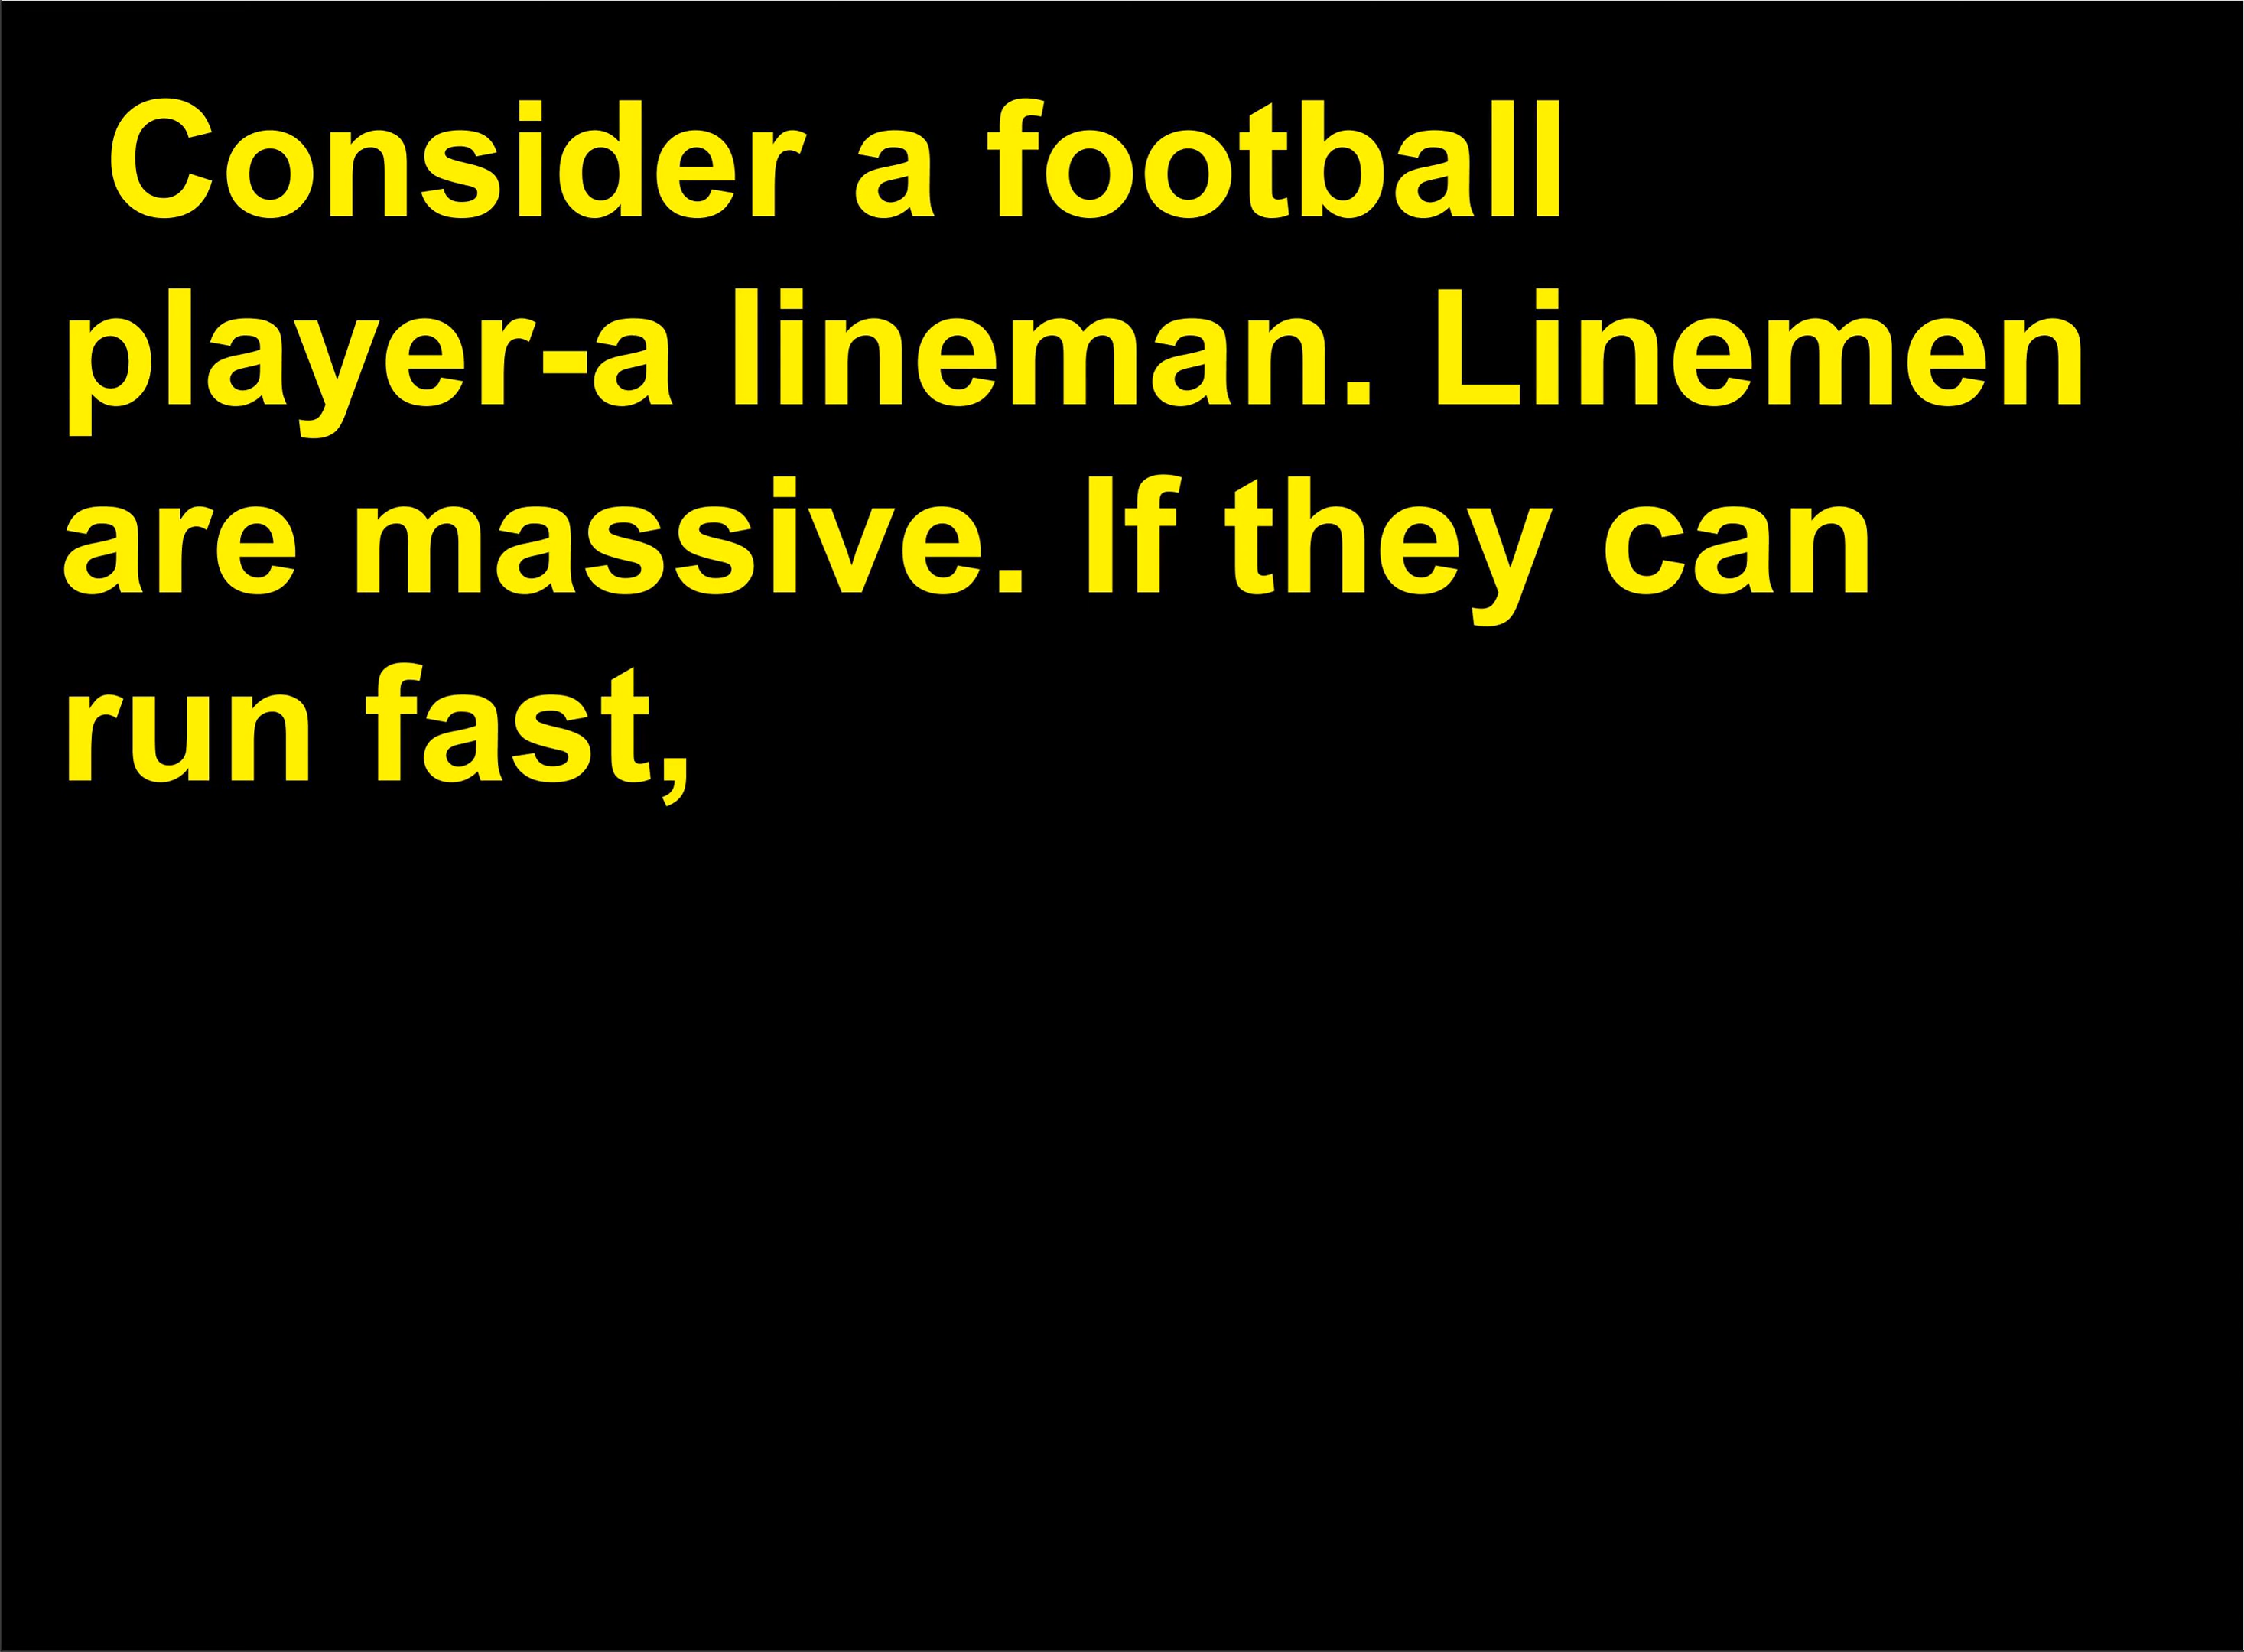 Consider a football
player-a lineman. Linemen
are massive. If they can
run fast,